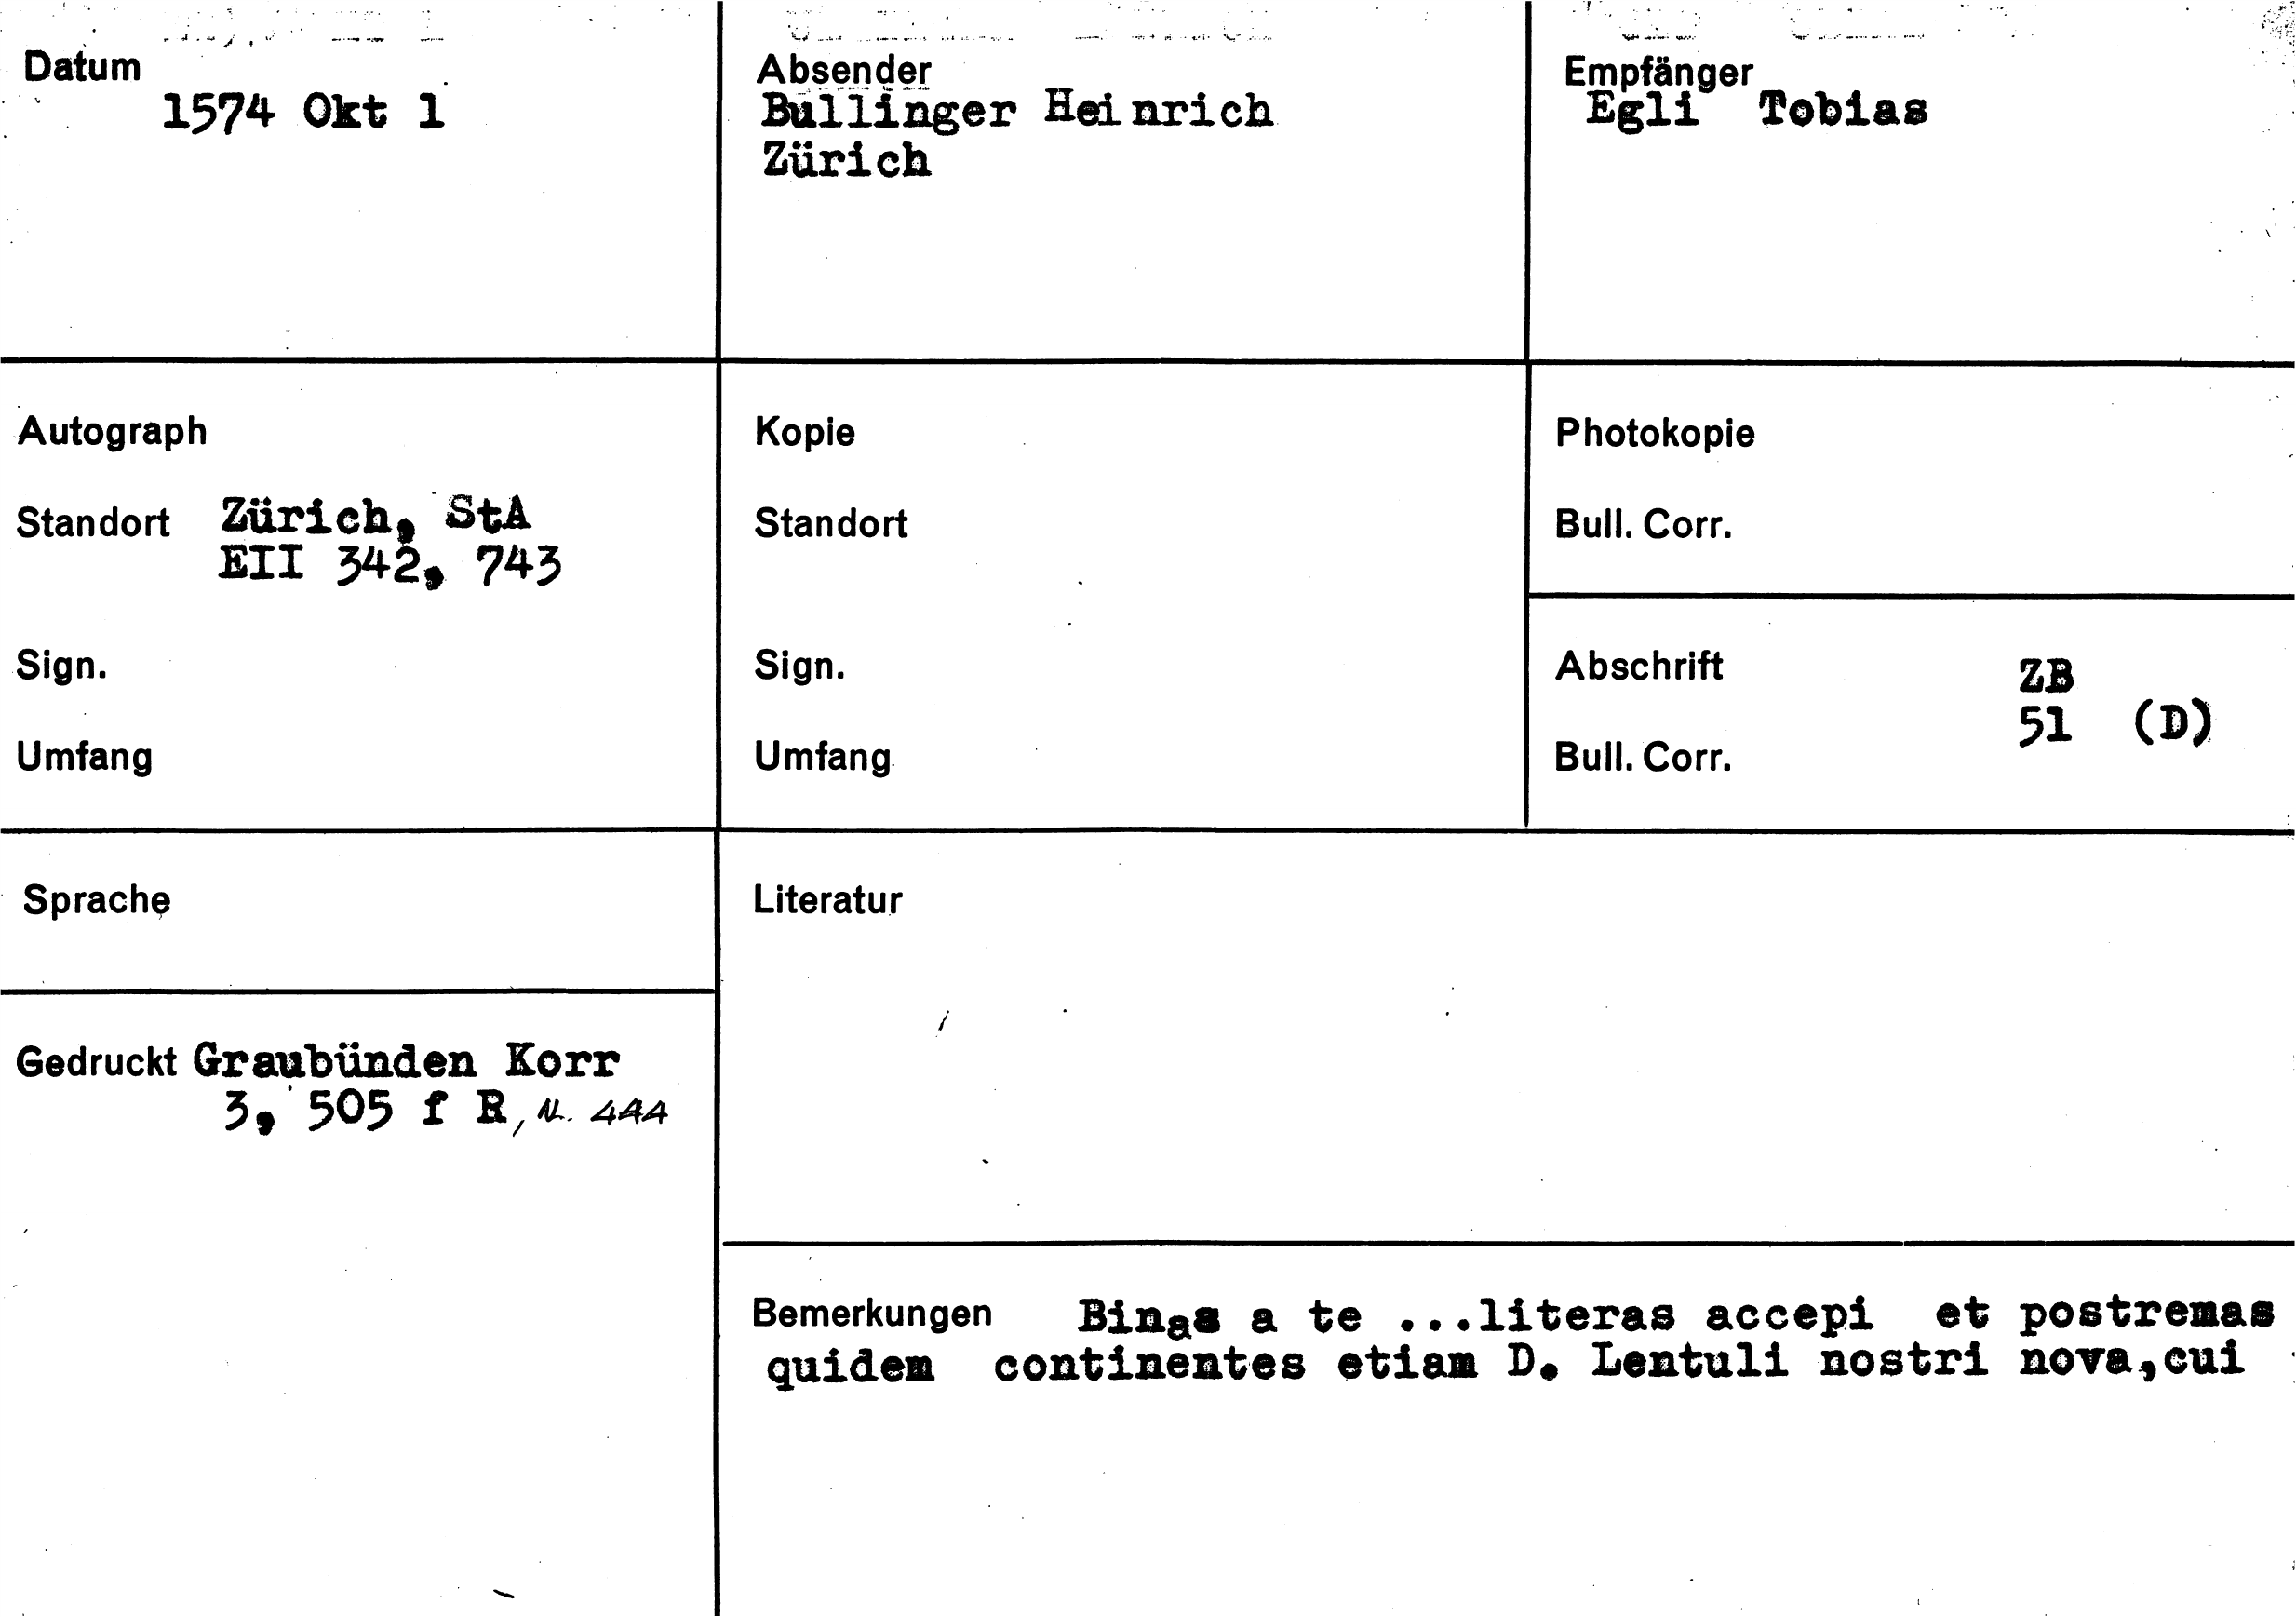 Datum
1574 Okt 1
Absender
Bullinger Heinrich
Zürich
Empfänger
Egli Tobias
Autograph
Standort Zürich, StA
EII 342, 743
Sign.
Umfang
Kopie
Standort
Sign.
Umfang
Photokopie
Bull. Corr.
Abschrift ZB
51 (D)
Bull. Corr.
Sprache
Literatur
Gedruckt Graubünden Korr
3, 505 f R, N. 444
Bemerkungen Binas a te ...literas accepi et postremas
quidem continentes etiam D. Lentuli nostri nova,cui